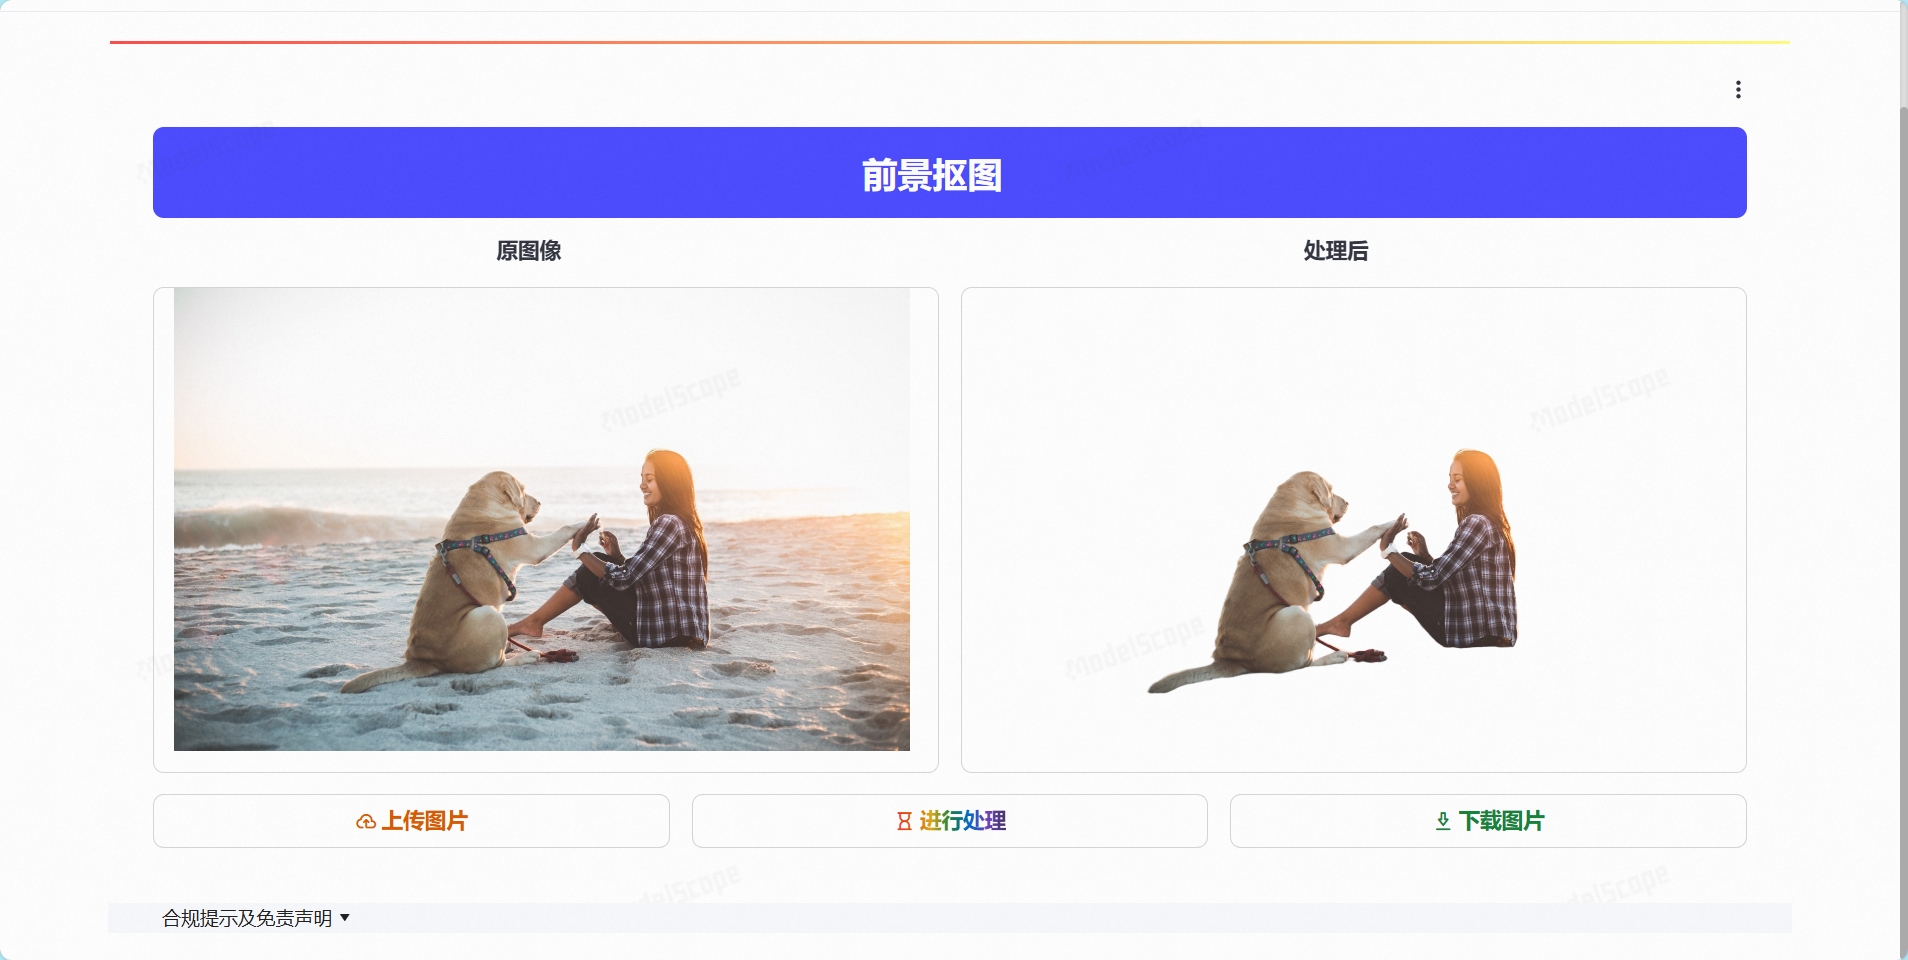 前景抠图
原图像
处理后
ModelScope
ModelScope
ModelScope
上传图片
进行处理
下载图片
合规提示及免责声明